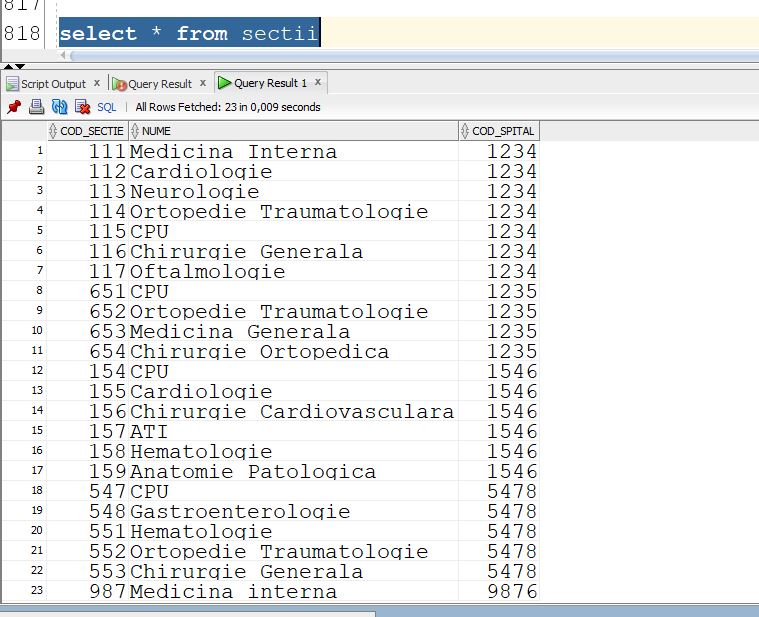 817
818 select * from sectii
Script Output x Query Result x Query Result 1 x
SQL | All Rows Fetched: 23 in 0,009 seconds
COD_SECTIE NUME COD_SPITAL
1 111 Medicina Interna 1234
2 112 Cardiologie 1234
3 113 Neurologie 1234
4 114 Ortopedie Traumatologie 1234
5 115 CPU 1234
6 116 Chirurgie Generala 1234
7 117 Oftalmologie 1234
8 651 CPU 1235
9 652 Ortopedie Traumatologie 1235
10 653 Medicina Generala 1235
11 654 Chirurgie Ortopedica 1235
12 154 CPU 1546
13 155 Cardiologie 1546
14 156 Chirurgie Cardiovasculara 1546
15 157 ATI 1546
16 158 Hematologie 1546
17 159 Anatomie Patologica 1546
18 547 CPU 5478
19 548 Gastroenterologie 5478
20 551 Hematologie 5478
21 552 Ortopedie Traumatologie 5478
22 553 Chirurgie Generala 5478
23 987 Medicina interna 9876